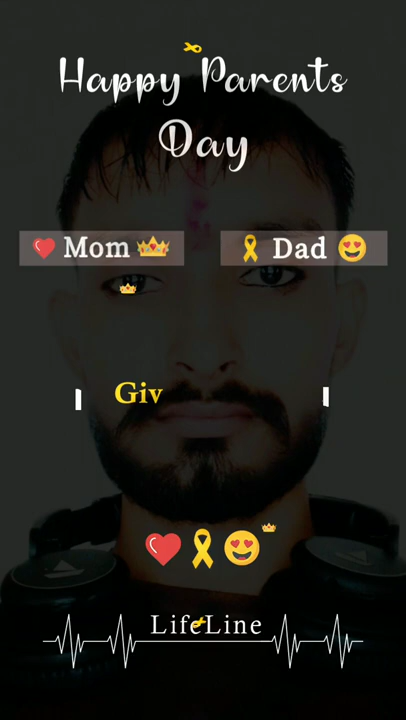 Happy Parents
Day
❤️ Mom 👑
🎗️ Dad 😍
Giv
❤️🎗️😍
LifeLine